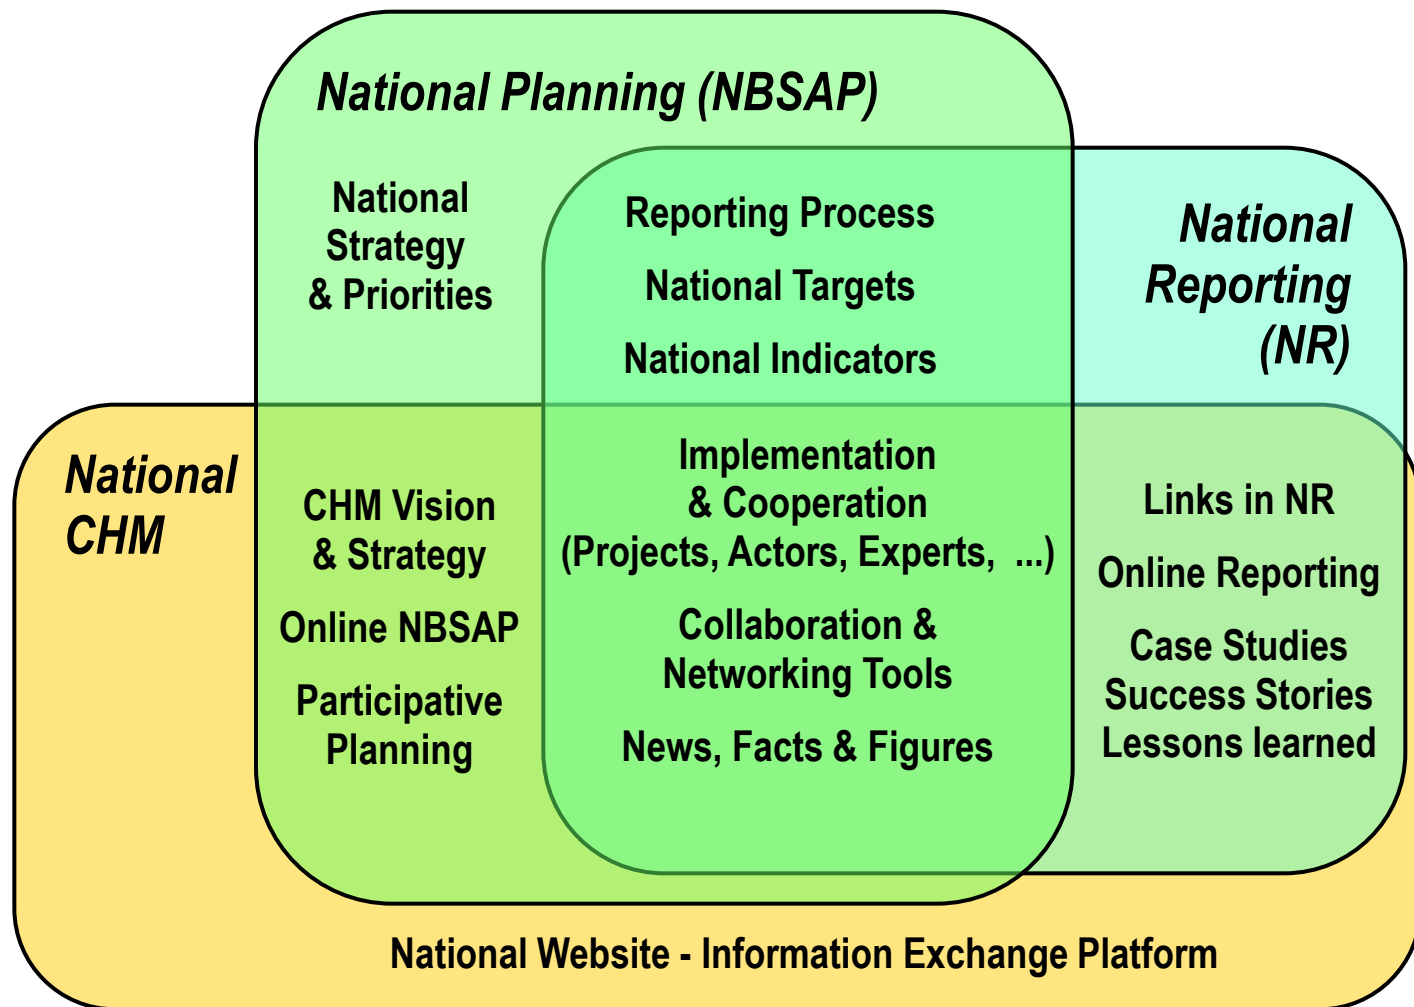 National Planning (NBSAP)
National
Strategy
& Priorities
Reporting Process
National Targets
National Indicators
National
Reporting
(NR)
National
CHM
CHM Vision
& Strategy
Online NBSAP
Participative
Planning
Implementation
& Cooperation
(Projects, Actors, Experts, ...)
Collaboration &
Networking Tools
News, Facts & Figures
Links in NR
Online Reporting
Case Studies
Success Stories
Lessons learned
National Website - Information Exchange Platform